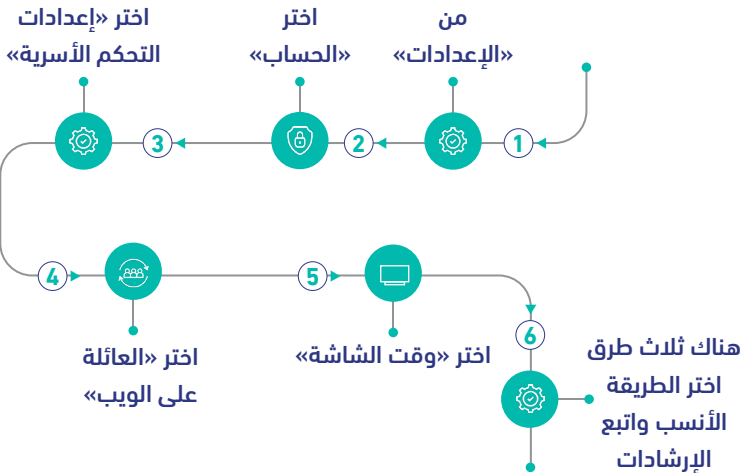 من
«الإعدادات»
1
اختر
«الحساب»
2
اختر «إعدادات
التحكم الأسرية»
3
4
اختر «العائلة
على الويب»
5
اختر «وقت الشاشة»
6
هناك ثلاث طرق
اختر الطريقة
الأنسب واتبع
الإرشادات